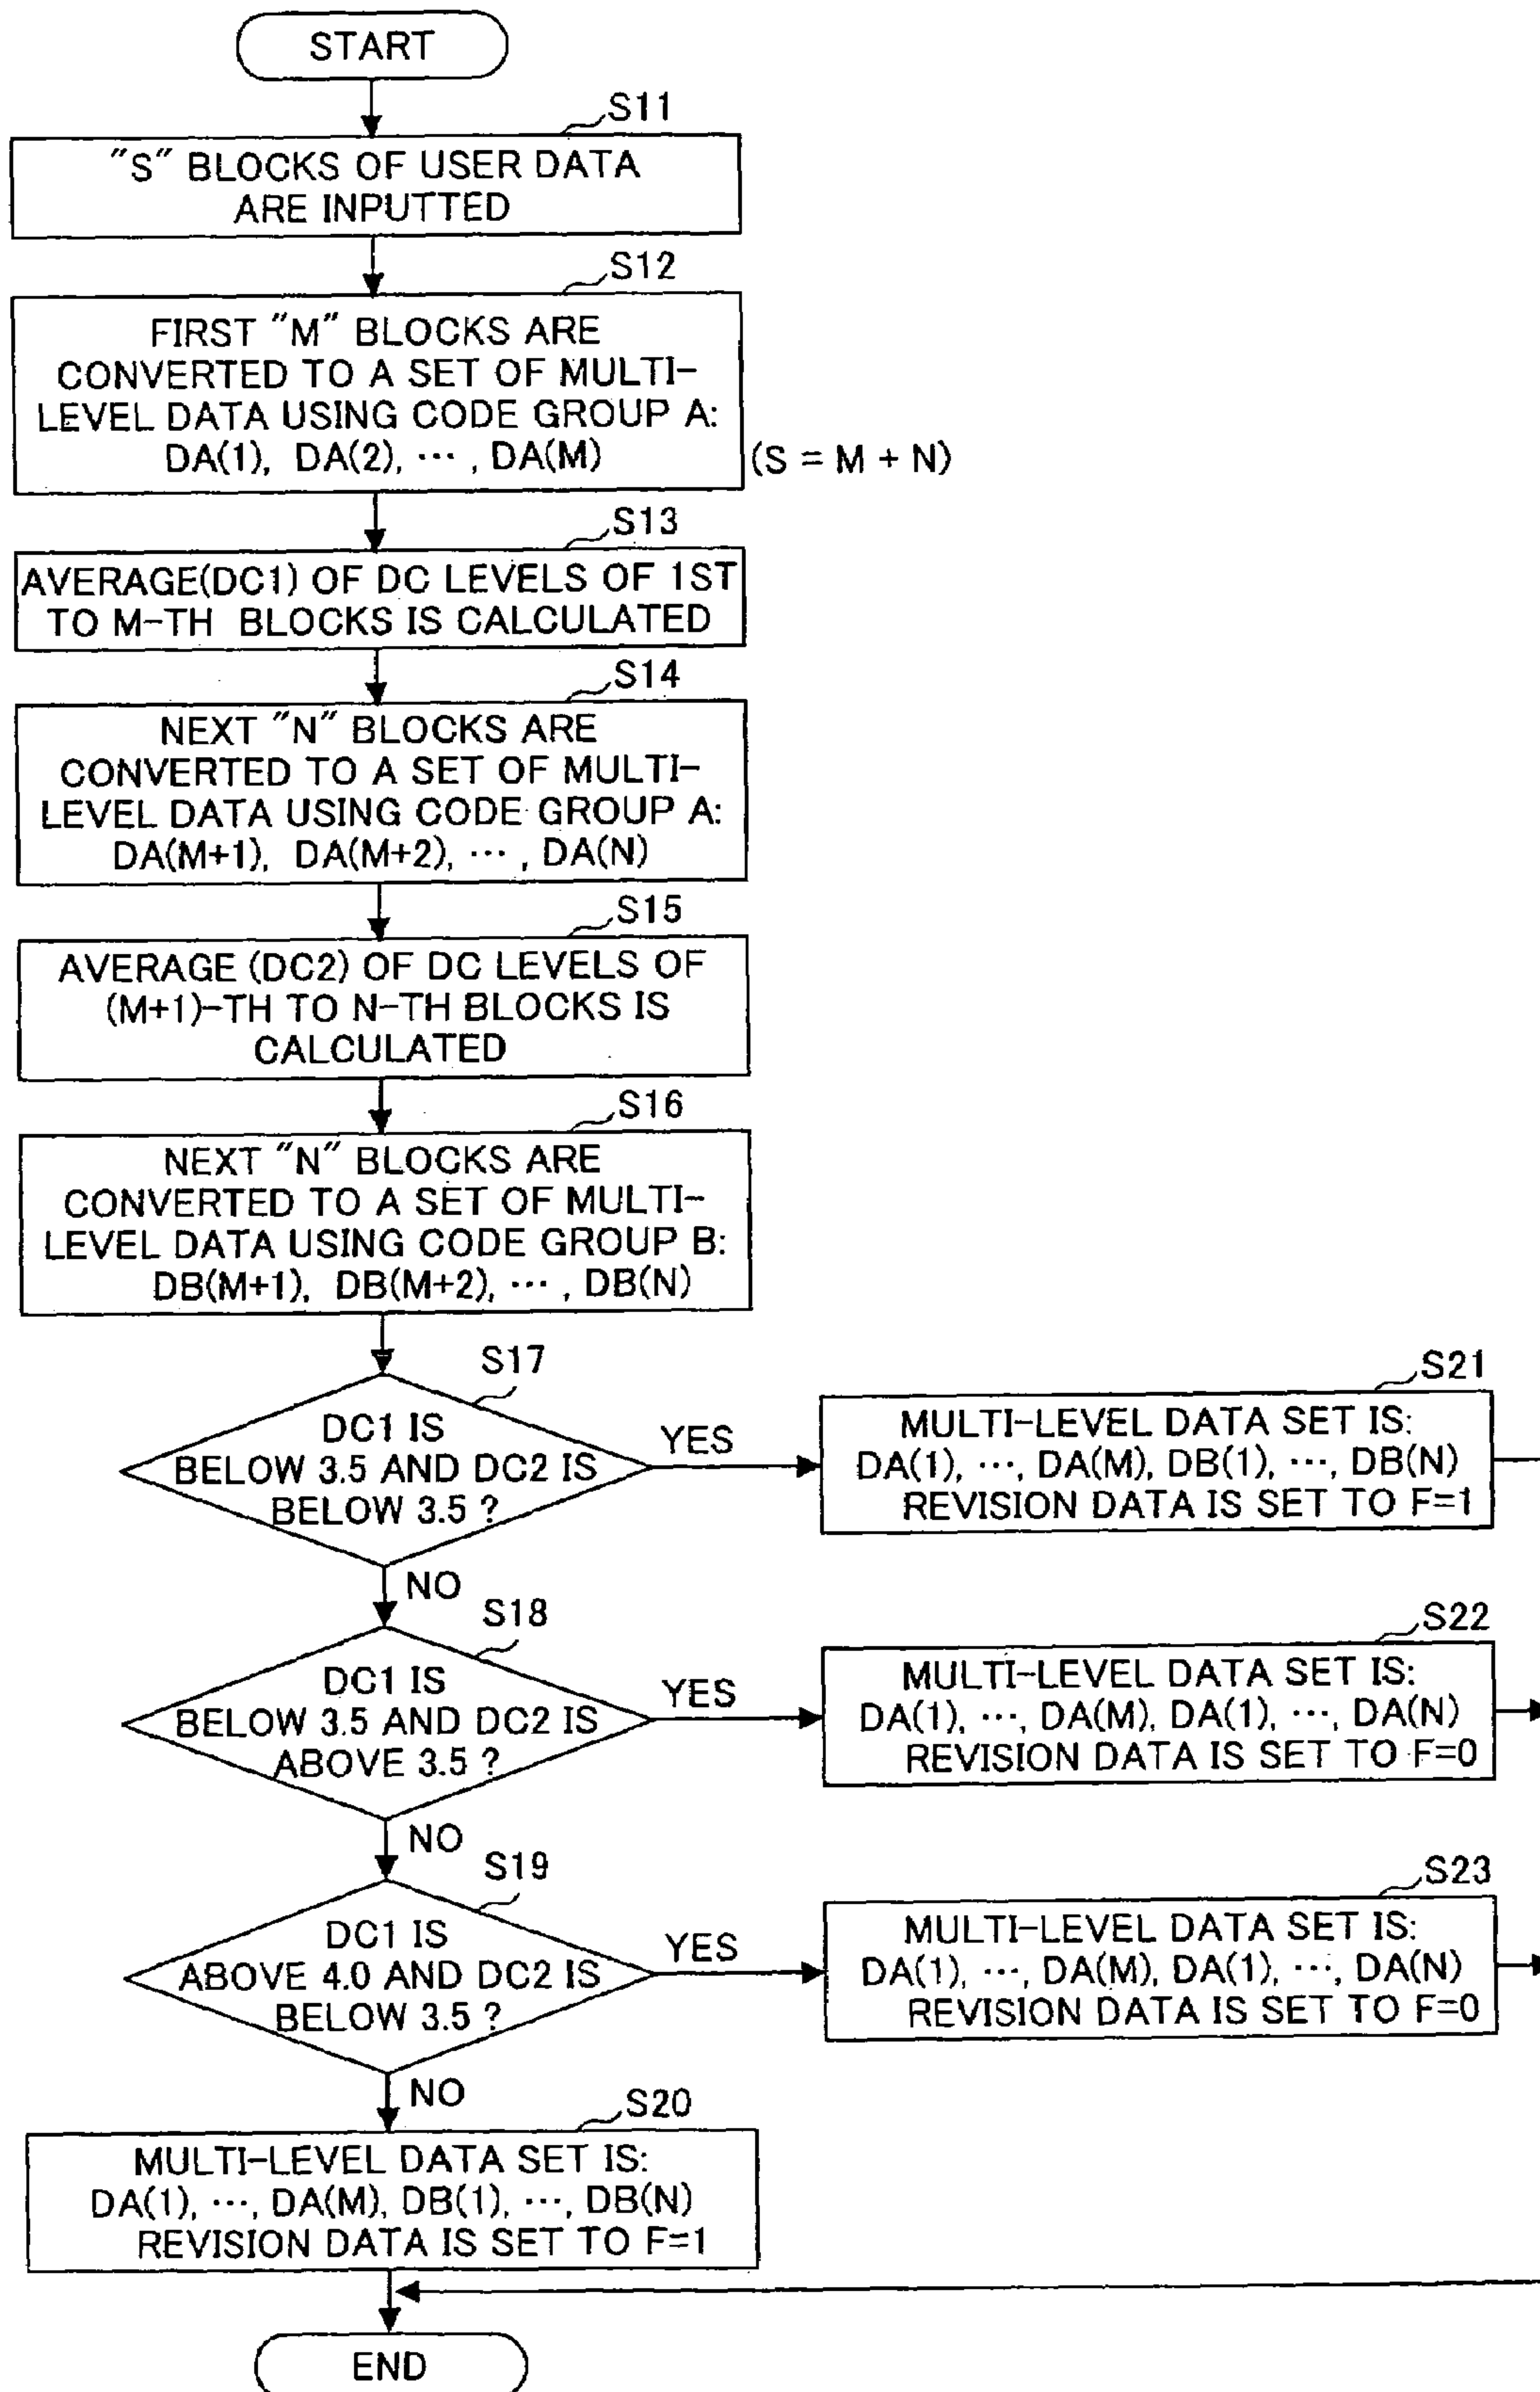 START
S11
"S" BLOCKS OF USER DATA
ARE INPUTTED
S12
FIRST "M" BLOCKS ARE
CONVERTED TO A SET OF MULTI-
LEVEL DATA USING CODE GROUP A:
DA(1), DA(2), ··· , DA(M)
(S = M + N)
S13
AVERAGE(DC1) OF DC LEVELS OF 1ST
TO M-TH BLOCKS IS CALCULATED
S14
NEXT "N" BLOCKS ARE
CONVERTED TO A SET OF MULTI-
LEVEL DATA USING CODE GROUP A:
DA(M+1), DA(M+2), ··· , DA(N)
S15
AVERAGE (DC2) OF DC LEVELS OF
(M+1)-TH TO N-TH BLOCKS IS
CALCULATED
S16
NEXT "N" BLOCKS ARE
CONVERTED TO A SET OF MULTI-
LEVEL DATA USING CODE GROUP B:
DB(M+1), DB(M+2), ··· , DB(N)
S17
DC1 IS
BELOW 3.5 AND DC2 IS
BELOW 3.5 ?
YES
NO
S21
MULTI-LEVEL DATA SET IS:
DA(1), ···, DA(M), DB(1), ···, DB(N)
REVISION DATA IS SET TO F=1
S18
DC1 IS
BELOW 3.5 AND DC2 IS
ABOVE 3.5 ?
YES
NO
S22
MULTI-LEVEL DATA SET IS:
DA(1), ···, DA(M), DA(1), ···, DA(N)
REVISION DATA IS SET TO F=0
S19
DC1 IS
ABOVE 4.0 AND DC2 IS
BELOW 3.5 ?
YES
NO
S23
MULTI-LEVEL DATA SET IS:
DA(1), ···, DA(M), DA(1), ···, DA(N)
REVISION DATA IS SET TO F=0
S20
MULTI-LEVEL DATA SET IS:
DA(1), ···, DA(M), DB(1), ···, DB(N)
REVISION DATA IS SET TO F=1
END